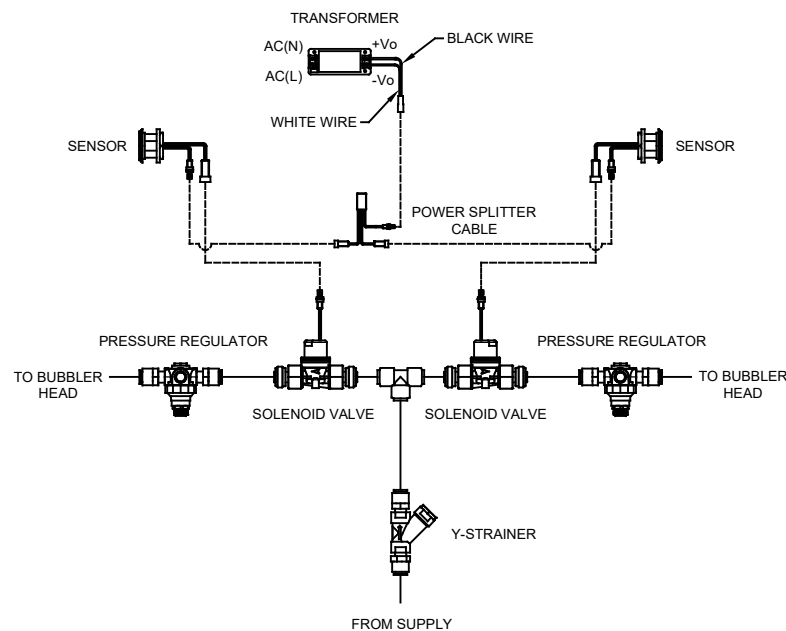 TRANSFORMER
AC(N)
+Vo
BLACK WIRE
AC(L)
-Vo
WHITE WIRE
SENSOR
SENSOR
POWER SPLITTER
CABLE
PRESSURE REGULATOR
PRESSURE REGULATOR
TO BUBBLER
HEAD
TO BUBBLER
HEAD
SOLENOID VALVE
SOLENOID VALVE
Y-STRAINER
FROM SUPPLY